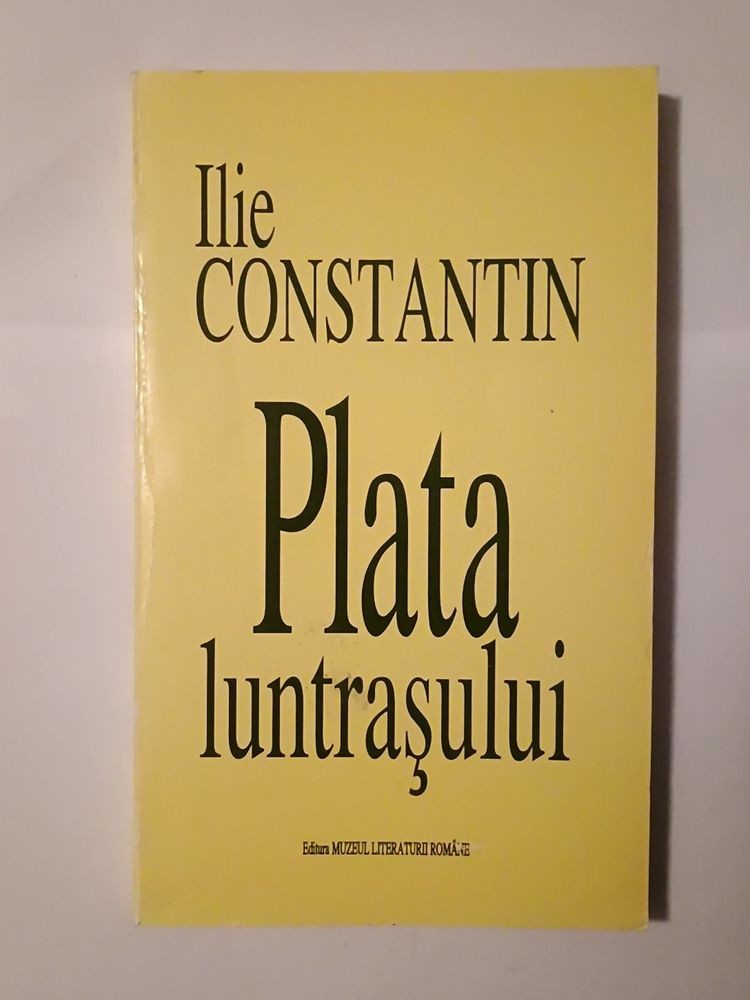 Ilie
CONSTANTIN
Plata
luntraşului
Editura MUZEUL LITERATURII ROMÂNE